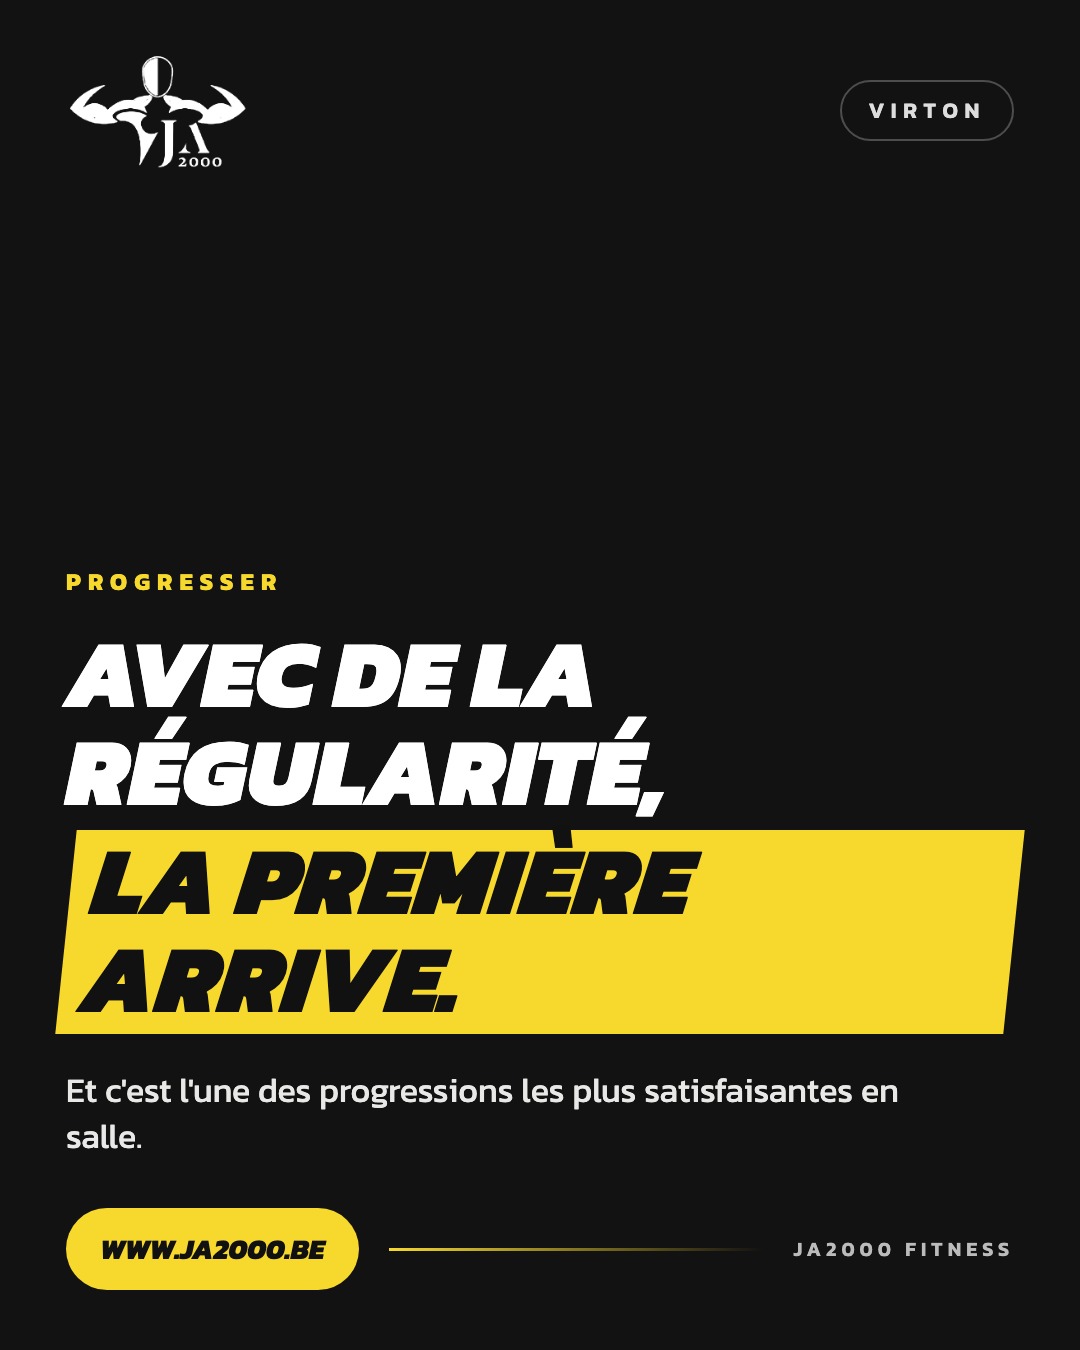 JA
2000
VIRTON
PROGRESSER
AVEC DE LA
RÉGULARITÉ,
LA PREMIÈRE
ARRIVE.
Et c'est l'une des progressions les plus satisfaisantes en
salle.
WWW.JA2000.BE
JA2000 FITNESS